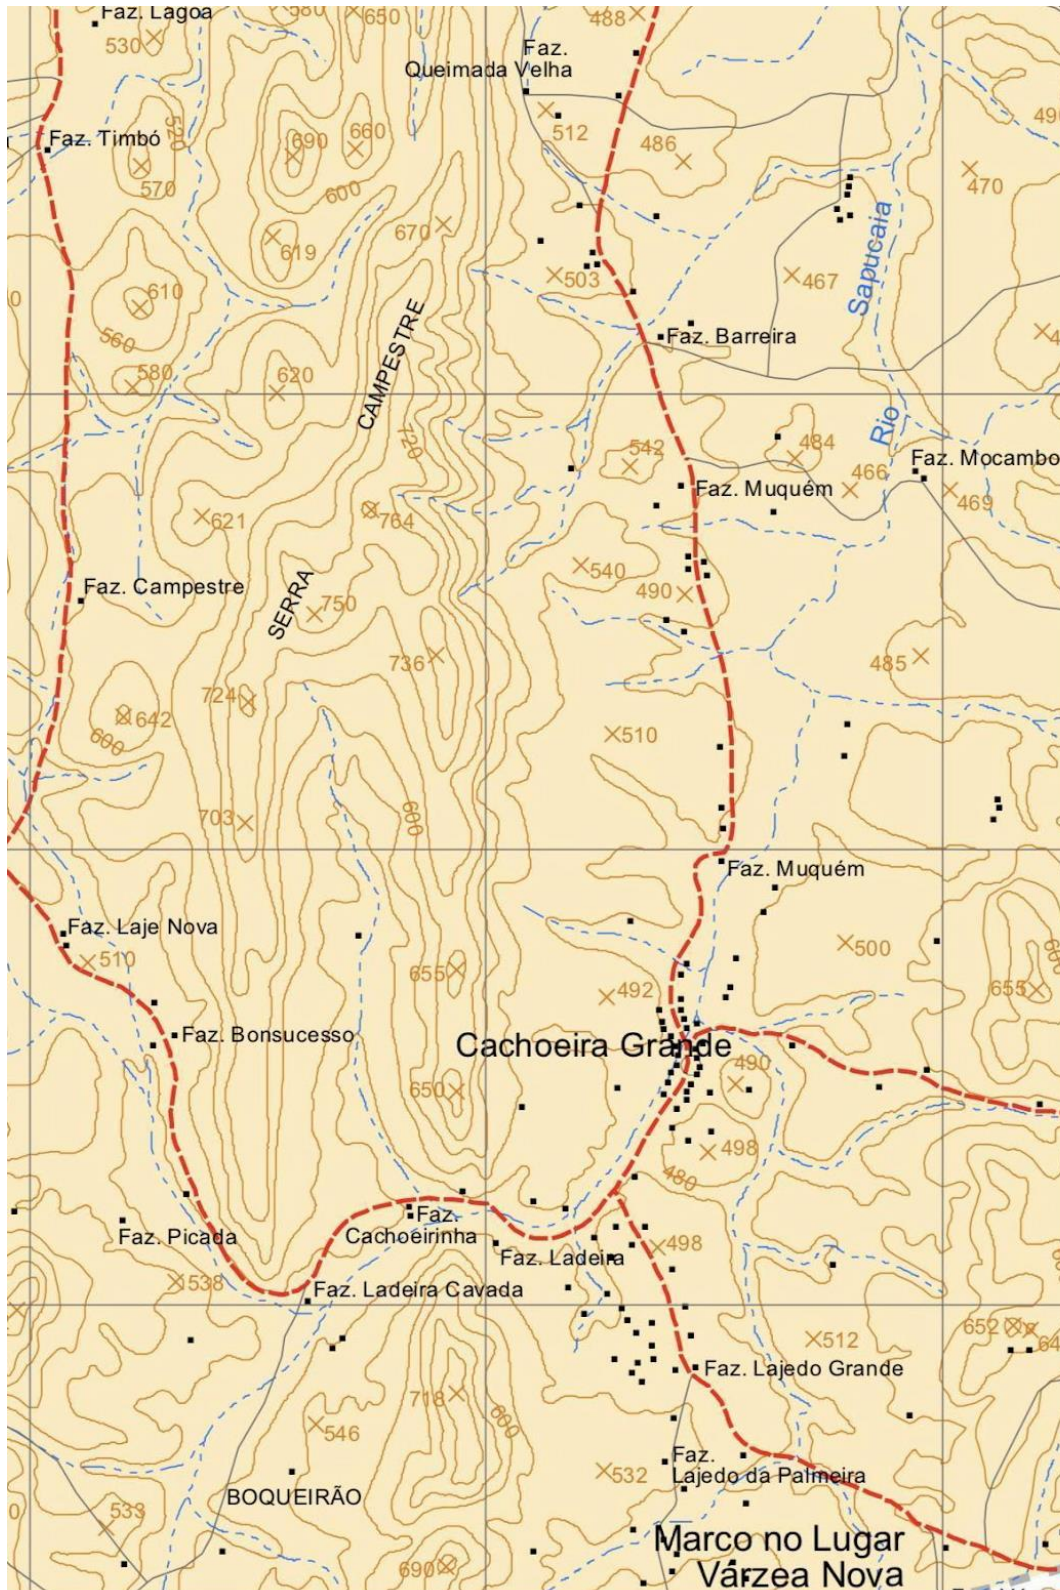 Faz. Lagoa
580
650
488
530
Faz.
Queimada Velha
512
520
Faz. Timbó
690
660
486
570
600
470
670
Sapucaia
619
503
467
610
CAMPESTRE
560
Faz. Barreira
580
620
720
542
484
Rio
Faz. Mocambo
466
Faz. Muquém
469
621
764
540
Faz. Campestre
490
SERRA
750
736
485
724
642
600
510
703
600
Faz. Muquém
Faz. Laje Nova
500
510
655
492
655
Faz. Bonsucesso
Cachoeira Grande
490
650
498
480
Faz. Picada
Faz.
Cachoeirinha
Faz. Ladeira
498
538
Faz. Ladeira Cavada
652
512
Faz. Lajedo Grande
718
600
546
Faz.
Lajedo da Palmeira
532
BOQUEIRÃO
533
Marco no Lugar
Várzea Nova
690